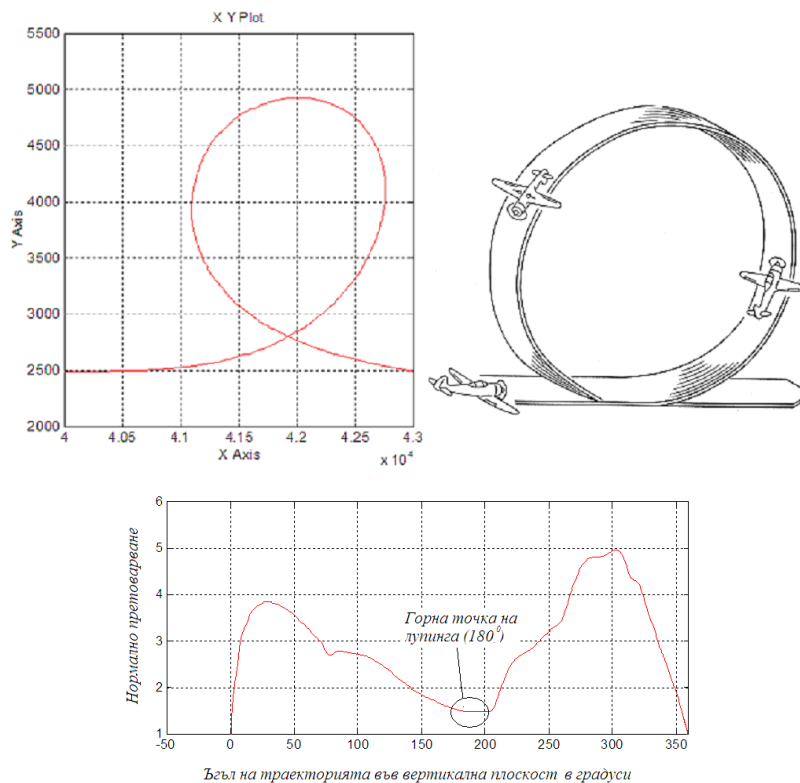 X Y Plot
5500
5000
4500
4000
3500
3000
2500
2000
Y Axis
4 4.05 4.1 4.15 4.2 4.25 4.3
X Axis
x 10⁴
6
5
4
3
2
1
Нормално претоварване
Горна точка на
лупинга (180⁰)
-50 0 50 100 150 200 250 300 350
Ъгъл на траекторията във вертикална плоскост в градуси